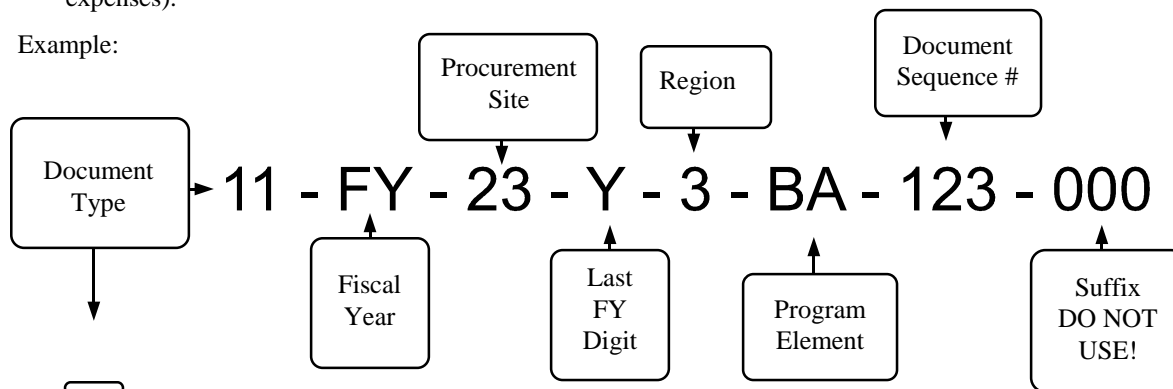 expenses).
Example:
Procurement
Site
Region
Document
Sequence #
Document
Type
11 - FY - 23 - Y - 3 - BA - 123 - 000
Fiscal
Year
Last
FY
Digit
Program
Element
Suffix
DO NOT
USE!